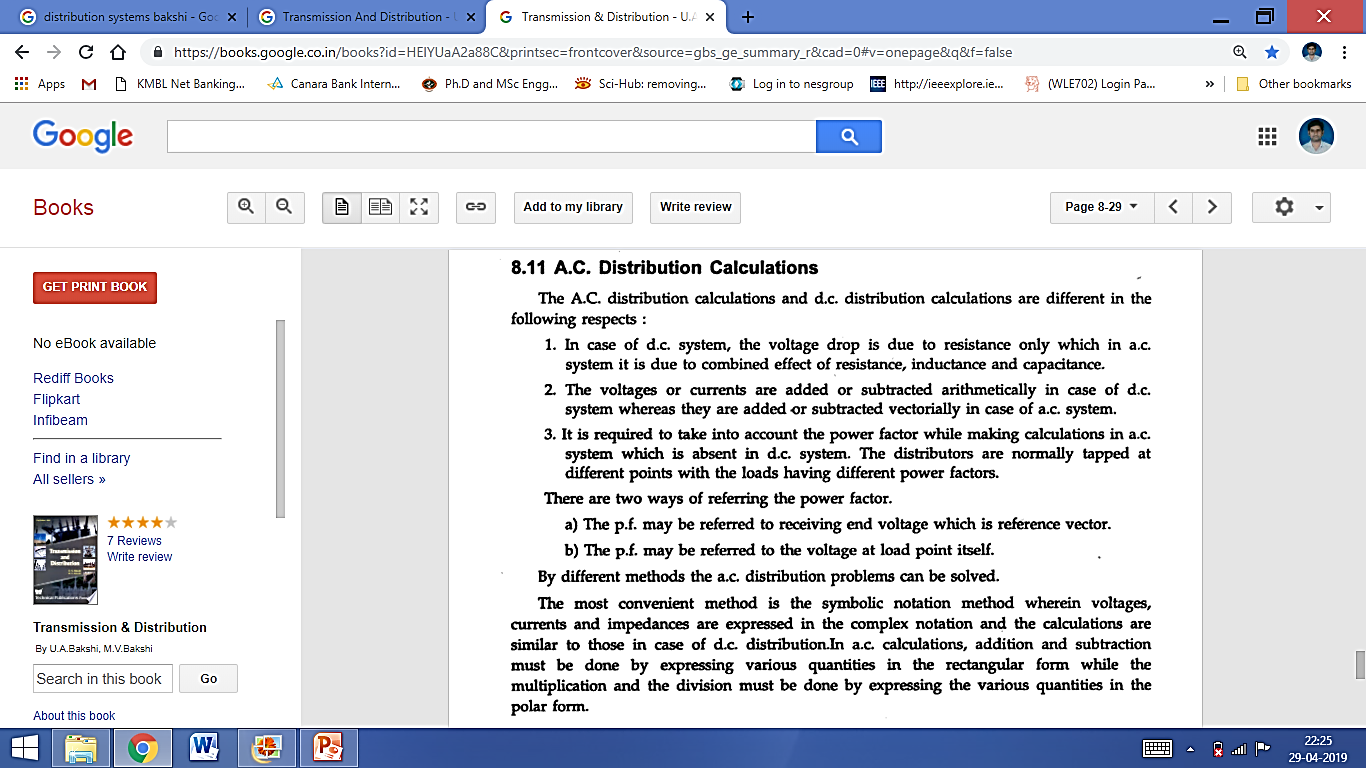 distribution systems bakshi - Goo
Transmission And Distribution - U
Transmission & Distribution - U.A
https://books.google.co.in/books?id=HEIYUaA2a88C&printsec=frontcover&source=gbs_ge_summary_r&cad=0#v=onepage&q&f=false
Apps
KMBL Net Banking...
Canara Bank Intern...
Ph.D and MSc Engg...
Sci-Hub: removing...
Log in to nesgroup
IEEE http://ieeexplore.ie...
(WLE702) Login Pa...
»
Other bookmarks
Google
Books
Add to my library
Write review
Page 8-29
GET PRINT BOOK
No eBook available
Rediff Books
Flipkart
Infibeam
Find in a library
All sellers »
7 Reviews
Write review
Transmission
and
Distribution
Transmission & Distribution
By U.A.Bakshi, M.V.Bakshi
Search in this book
Go
About this book
8.11 A.C. Distribution Calculations
The A.C. distribution calculations and d.c. distribution calculations are different in the
following respects :
1. In case of d.c. system, the voltage drop is due to resistance only which in a.c.
system it is due to combined effect of resistance, inductance and capacitance.
2. The voltages or currents are added or subtracted arithmetically in case of d.c.
system whereas they are added or subtracted vectorially in case of a.c. system.
3. It is required to take into account the power factor while making calculations in a.c.
system which is absent in d.c. system. The distributors are normally tapped at
different points with the loads having different power factors.
There are two ways of referring the power factor.
a) The p.f. may be referred to receiving end voltage which is reference vector.
b) The p.f. may be referred to the voltage at load point itself.
By different methods the a.c. distribution problems can be solved.
The most convenient method is the symbolic notation method wherein voltages,
currents and impedances are expressed in the complex notation and the calculations are
similar to those in case of d.c. distribution.In a.c. calculations, addition and subtraction
must be done by expressing various quantities in the rectangular form while the
multiplication and the division must be done by expressing the various quantities in the
polar form.
22:25
29-04-2019